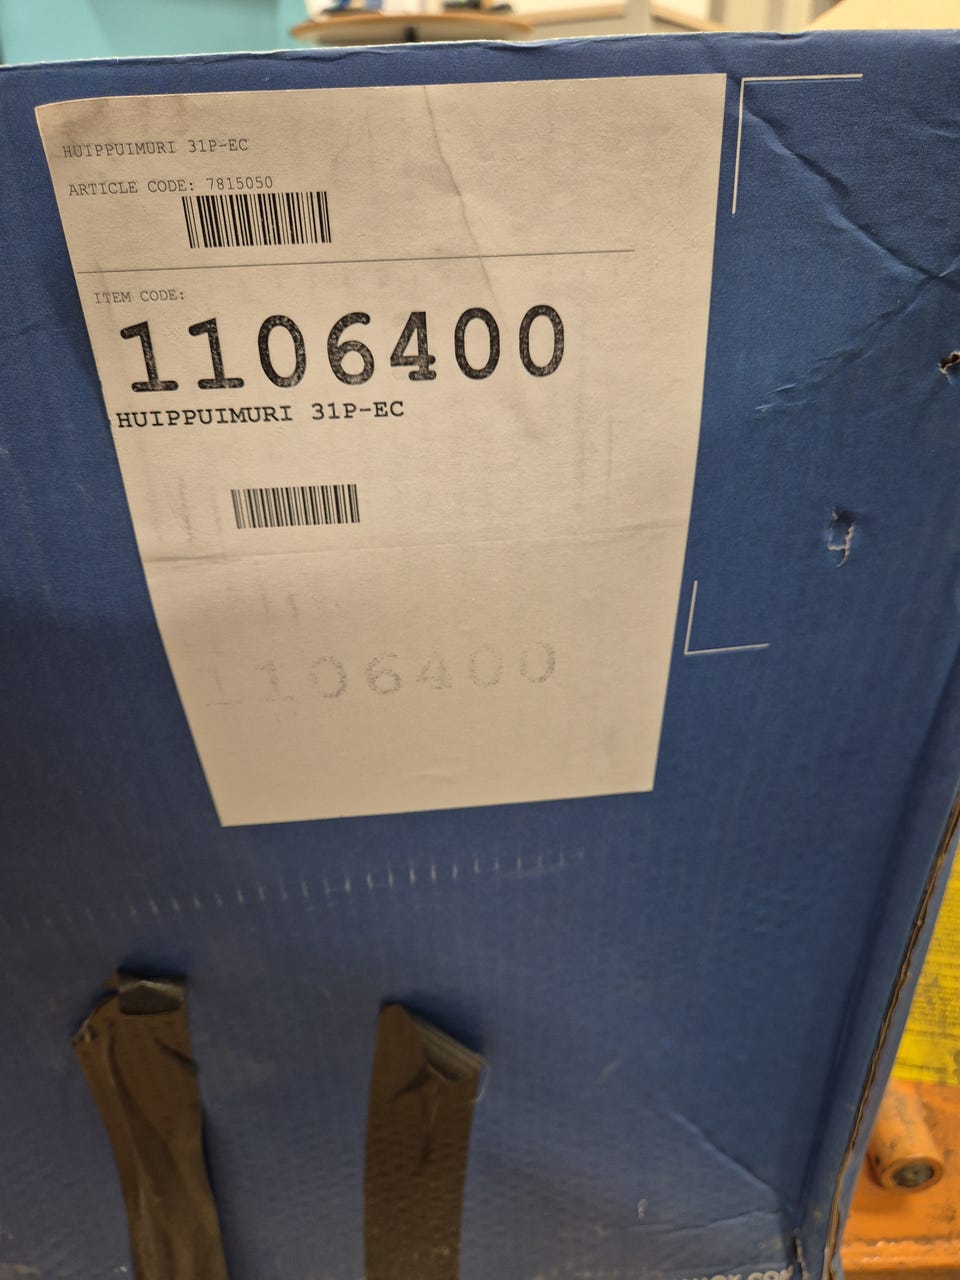 HUIPPUIMURI 31P-EC
ARTICLE CODE: 7815050
ITEM CODE:
1106400
HUIPPUIMURI 31P-EC
1106400